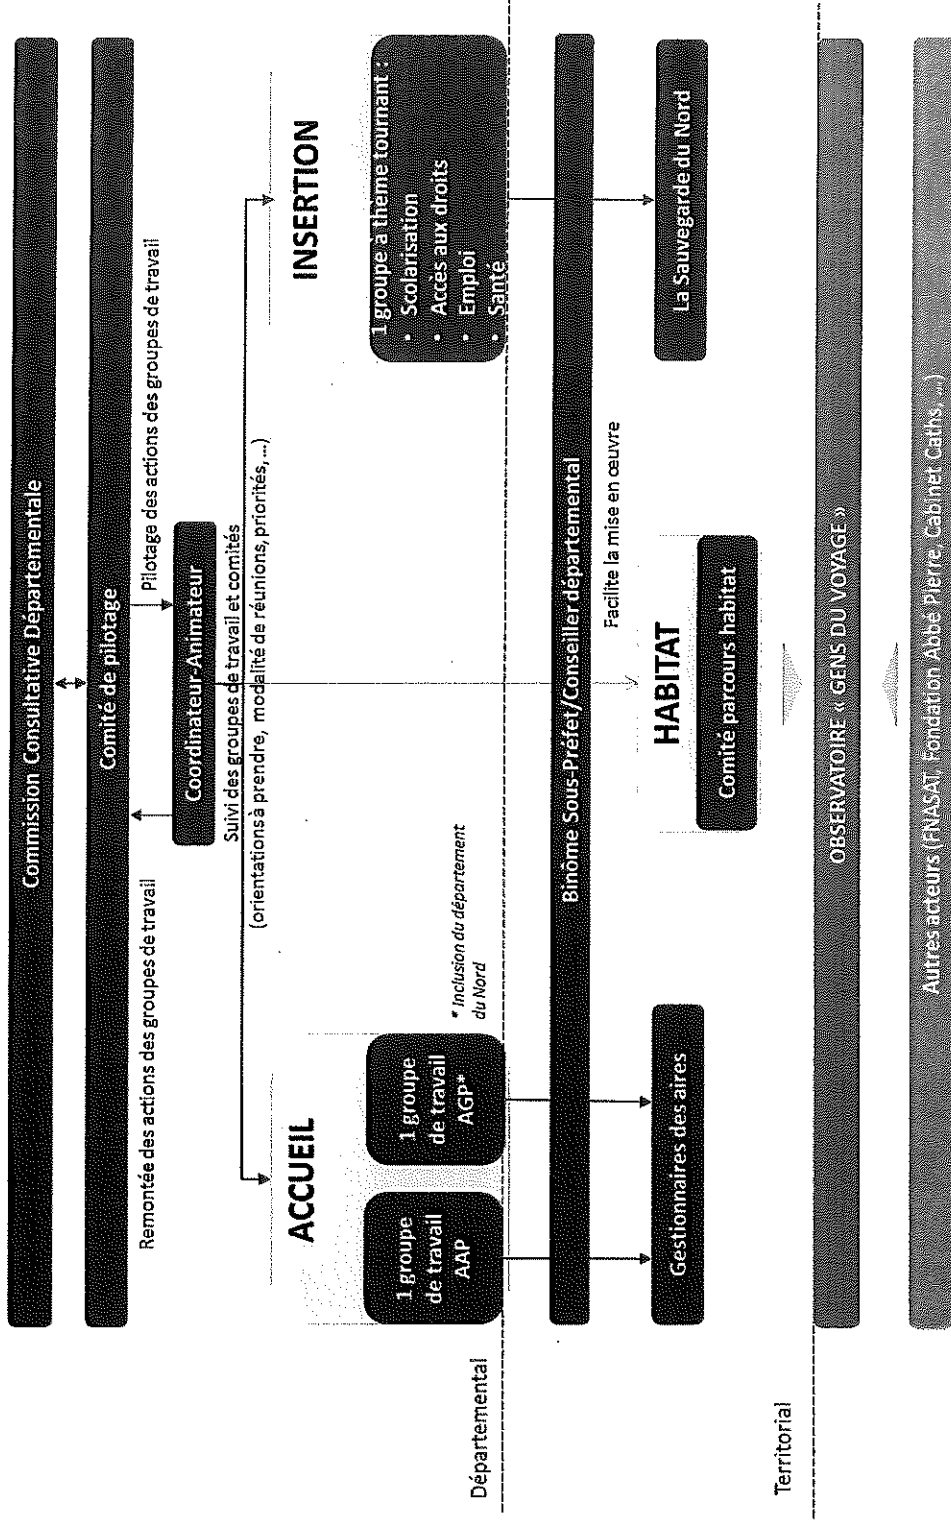 Commission Consultative Départementale
Comité de pilotage
Remontée des actions des groupes de travail
Pilotage des actions des groupes de travail
Coordinateur-Animateur
Suivi des groupes de travail et comités
(orientations à prendre, modalité de réunions, priorités, ...)
ACCUEIL
INSERTION
1 groupe
de travail
AAP
1 groupe
de travail
AGP*
* Inclusion du département
du Nord
1 groupe à thème tournant :
• Scolarisation
• Accès aux droits
• Emploi
• Santé
Départemental
Binôme Sous-Préfet/Conseiller départemental
Facilite la mise en œuvre
Gestionnaires des aires
HABITAT
Comité parcours habitat
La Sauvegarde du Nord
Territorial
OBSERVATOIRE « GENS DU VOYAGE »
Autres acteurs (FNASAT, Fondation Abbé Pierre, Cabinet Caths, ...)